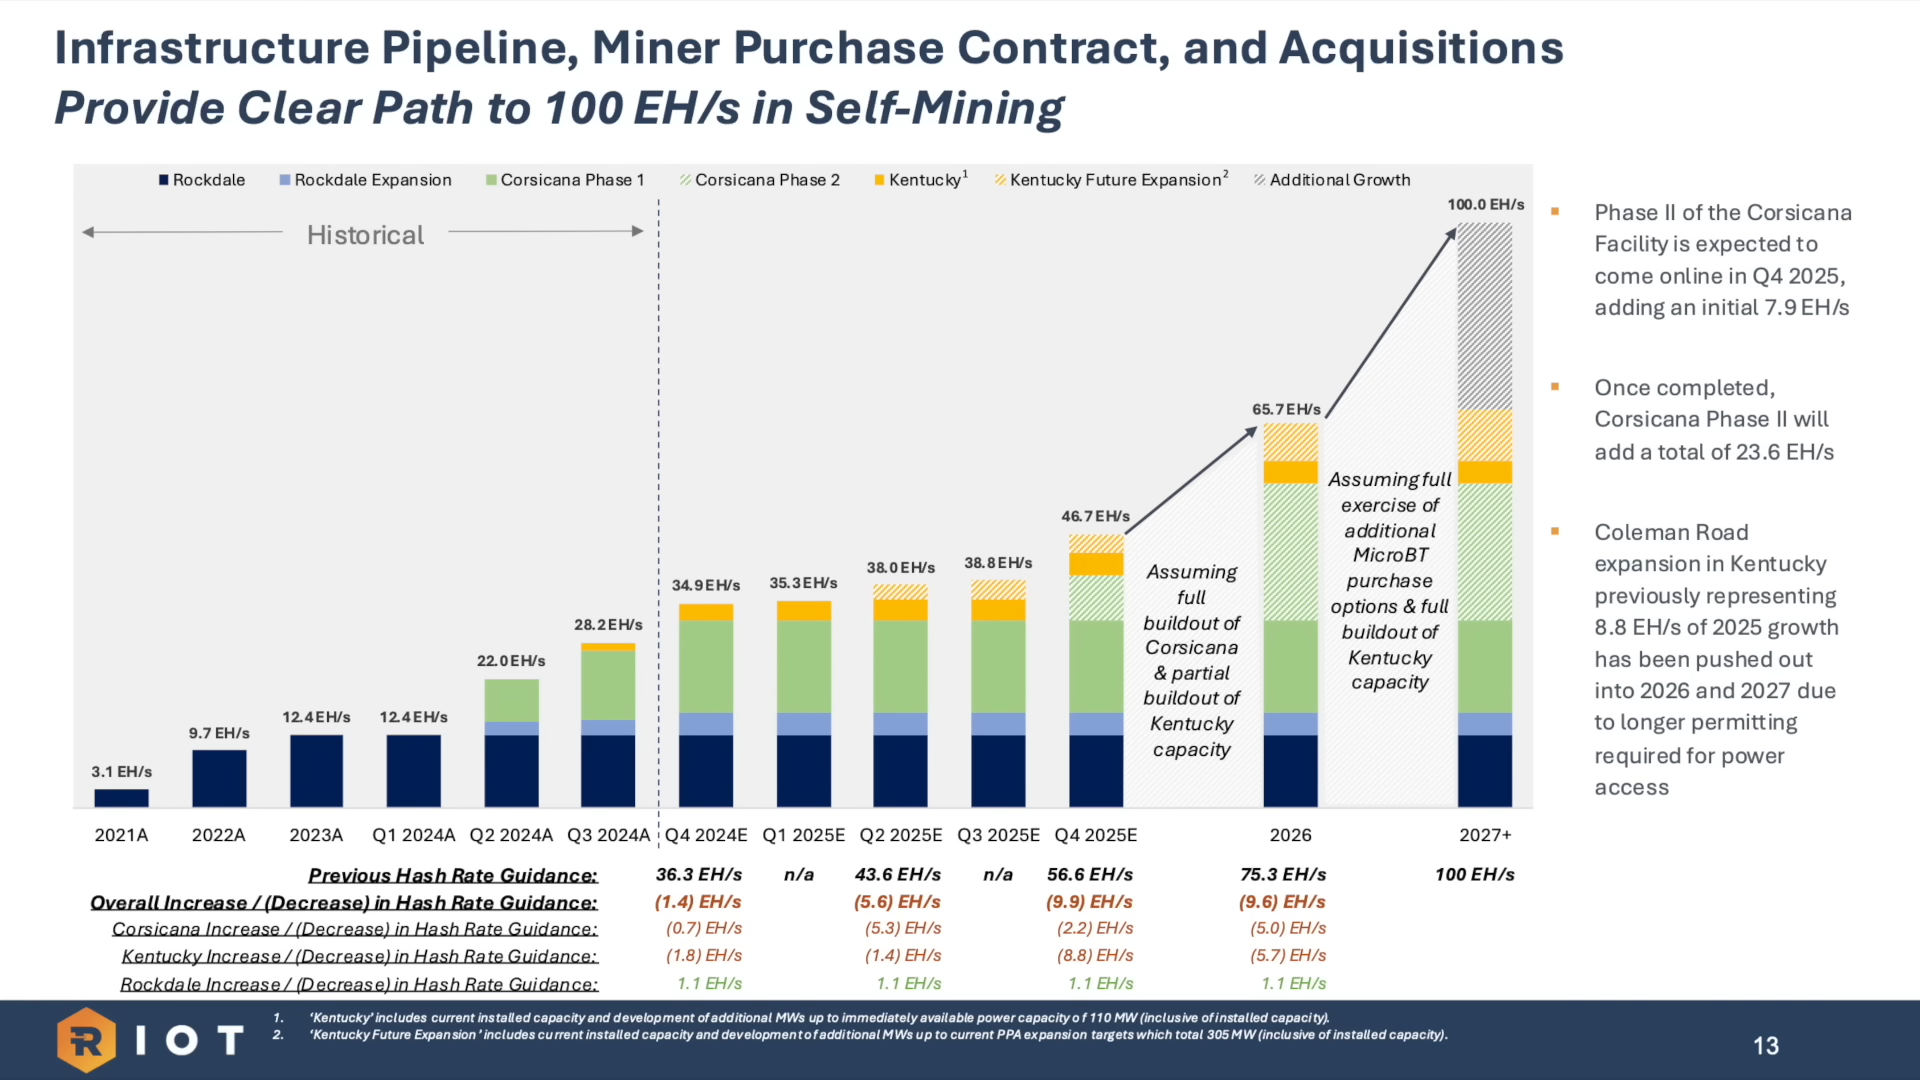 Infrastructure Pipeline, Miner Purchase Contract, and Acquisitions
Provide Clear Path to 100 EH/s in Self-Mining
Rockdale Rockdale Expansion Corsicana Phase 1 Corsicana Phase 2 Kentucky1 Kentucky Future Expansion2 Additional Growth
Historical
3.1 EH/s
9.7 EH/s
12.4 EH/s
12.4 EH/s
22.0 EH/s
28.2 EH/s
34.9 EH/s
35.3 EH/s
38.0 EH/s
38.8 EH/s
46.7 EH/s
65.7 EH/s
100.0 EH/s
Assuming
full
buildout of
Corsicana
& partial
buildout of
Kentucky
capacity
Assuming full
exercise of
additional
MicroBT
purchase
options & full
buildout of
Kentucky
capacity
2021A 2022A 2023A Q1 2024A Q2 2024A Q3 2024A Q4 2024E Q1 2025E Q2 2025E Q3 2025E Q4 2025E 2026 2027+
Previous Hash Rate Guidance: 36.3 EH/s n/a 43.6 EH/s n/a 56.6 EH/s 75.3 EH/s 100 EH/s
Overall Increase / (Decrease) in Hash Rate Guidance: (1.4) EH/s (5.6) EH/s (9.9) EH/s (9.6) EH/s
Corsicana Increase / (Decrease) in Hash Rate Guidance: (0.7) EH/s (5.3) EH/s (2.2) EH/s (5.0) EH/s
Kentucky Increase / (Decrease) in Hash Rate Guidance: (1.8) EH/s (1.4) EH/s (8.8) EH/s (5.7) EH/s
Rockdale Increase / (Decrease) in Hash Rate Guidance: 1.1 EH/s 1.1 EH/s 1.1 EH/s 1.1 EH/s
Phase II of the Corsicana
Facility is expected to
come online in Q4 2025,
adding an initial 7.9 EH/s
Once completed,
Corsicana Phase II will
add a total of 23.6 EH/s
Coleman Road
expansion in Kentucky
previously representing
8.8 EH/s of 2025 growth
has been pushed out
into 2026 and 2027 due
to longer permitting
required for power
access
RIOT
1. 'Kentucky' includes current installed capacity and development of additional MWs up to immediately available power capacity of 110 MW (inclusive of installed capacity).
2. 'Kentucky Future Expansion' includes current installed capacity and development of additional MWs up to current PPA expansion targets which total 305 MW (inclusive of installed capacity).
13